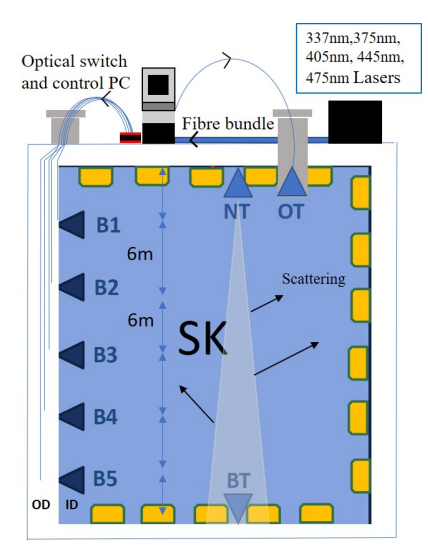 337nm,375nm,
405nm, 445nm,
475nm Lasers
Optical switch
and control PC
Fibre bundle
NT
OT
B1
6m
Scattering
B2
6m
SK
B3
B4
B5
BT
OD
ID